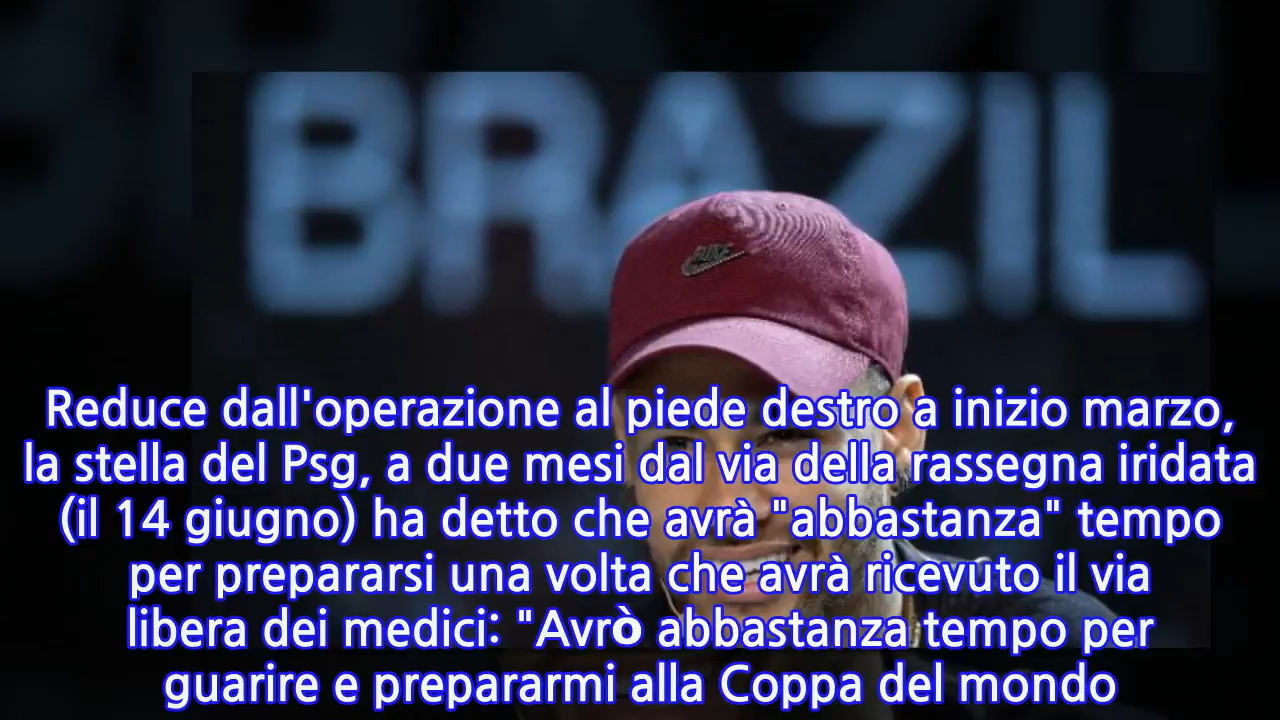 BRAZIL
NIKE
Reduce dall'operazione al piede destro a inizio marzo,
la stella del Psg, a due mesi dal via della rassegna iridata
(il 14 giugno) ha detto che avrà "abbastanza" tempo
per prepararsi una volta che avrà ricevuto il via
libera dei medici: "Avrò abbastanza tempo per
guarire e prepararmi alla Coppa del mondo